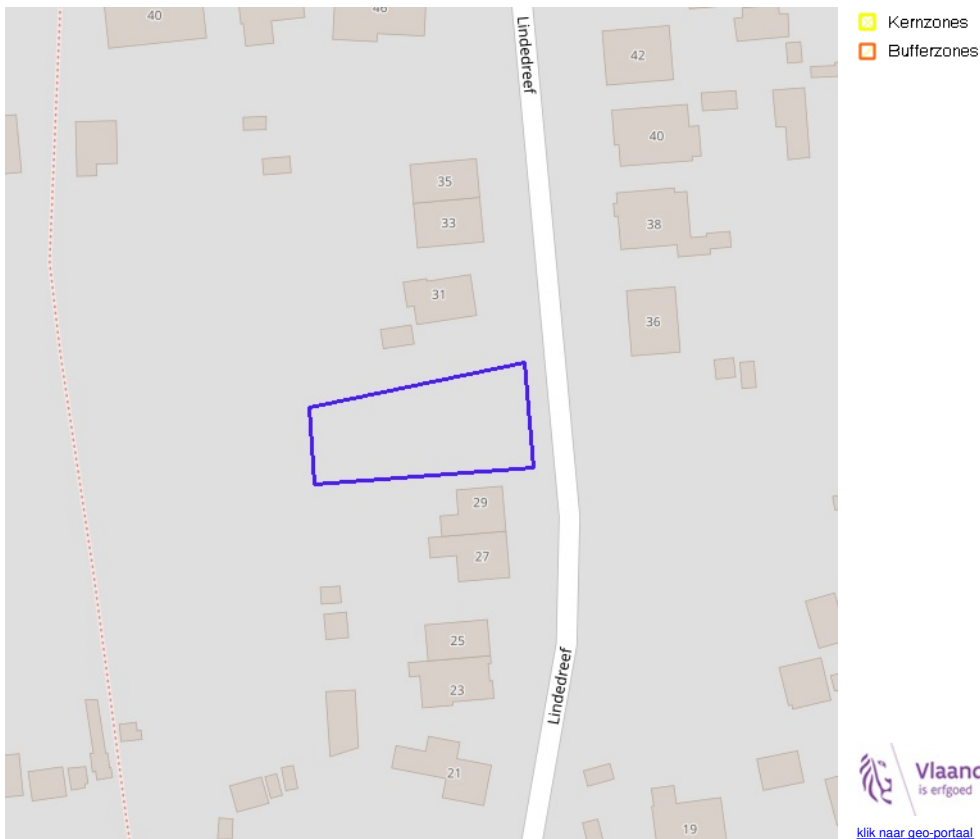 40
46
Lindedreef
42
Kernzones
Bufferzones
40
35
33
38
31
36
29
27
25
23
Lindedreef
21
19
Vlaand
is erfgoed
klik naar geo-portaal